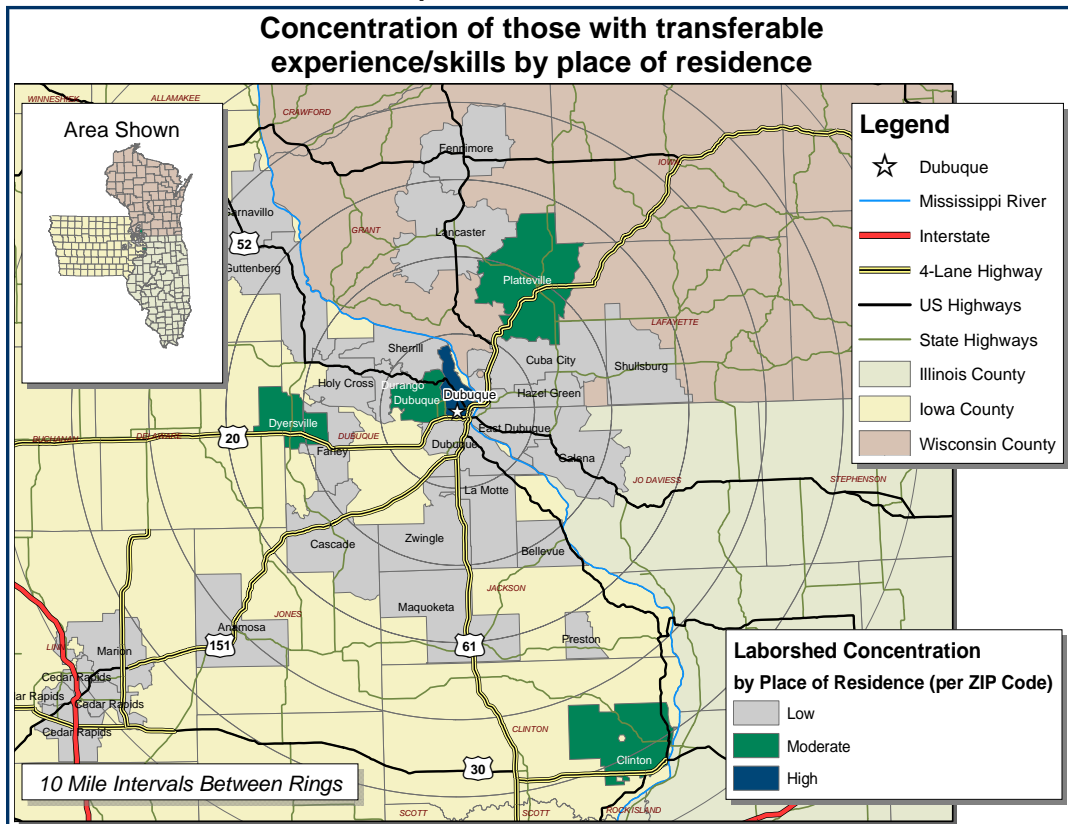 Concentration of those with transferable
experience/skills by place of residence
WINNESHIEK
ALLAMAKEE
CRAWFORD
Area Shown
Fennimore
IOWA
Garnavillo
GRANT
Lancaster
52
Guttenberg
Platteville
LAFAYETTE
Sherrill
Cuba City
Shullsburg
Holy Cross
Durango
Dubuque
Dubuque
Hazel Green
Dyersville
East Dubuque
BUCHANAN
DELAWARE
20
DUBUQUE
Farley
Dubuque
Galena
JO DAVIESS
STEPHENSON
La Motte
Cascade
Zwingle
Bellevue
JACKSON
Maquoketa
JONES
Anamosa
151
61
Preston
LINN
Marion
Cedar Rapids
dar Rapids
Cedar Rapids
Cedar Rapids
CLINTON
Clinton
30
10 Mile Intervals Between Rings
SCOTT
SCOTT
ROCK ISLAND
Legend
Dubuque
Mississippi River
Interstate
4-Lane Highway
US Highways
State Highways
Illinois County
Iowa County
Wisconsin County
Laborshed Concentration
by Place of Residence (per ZIP Code)
Low
Moderate
High